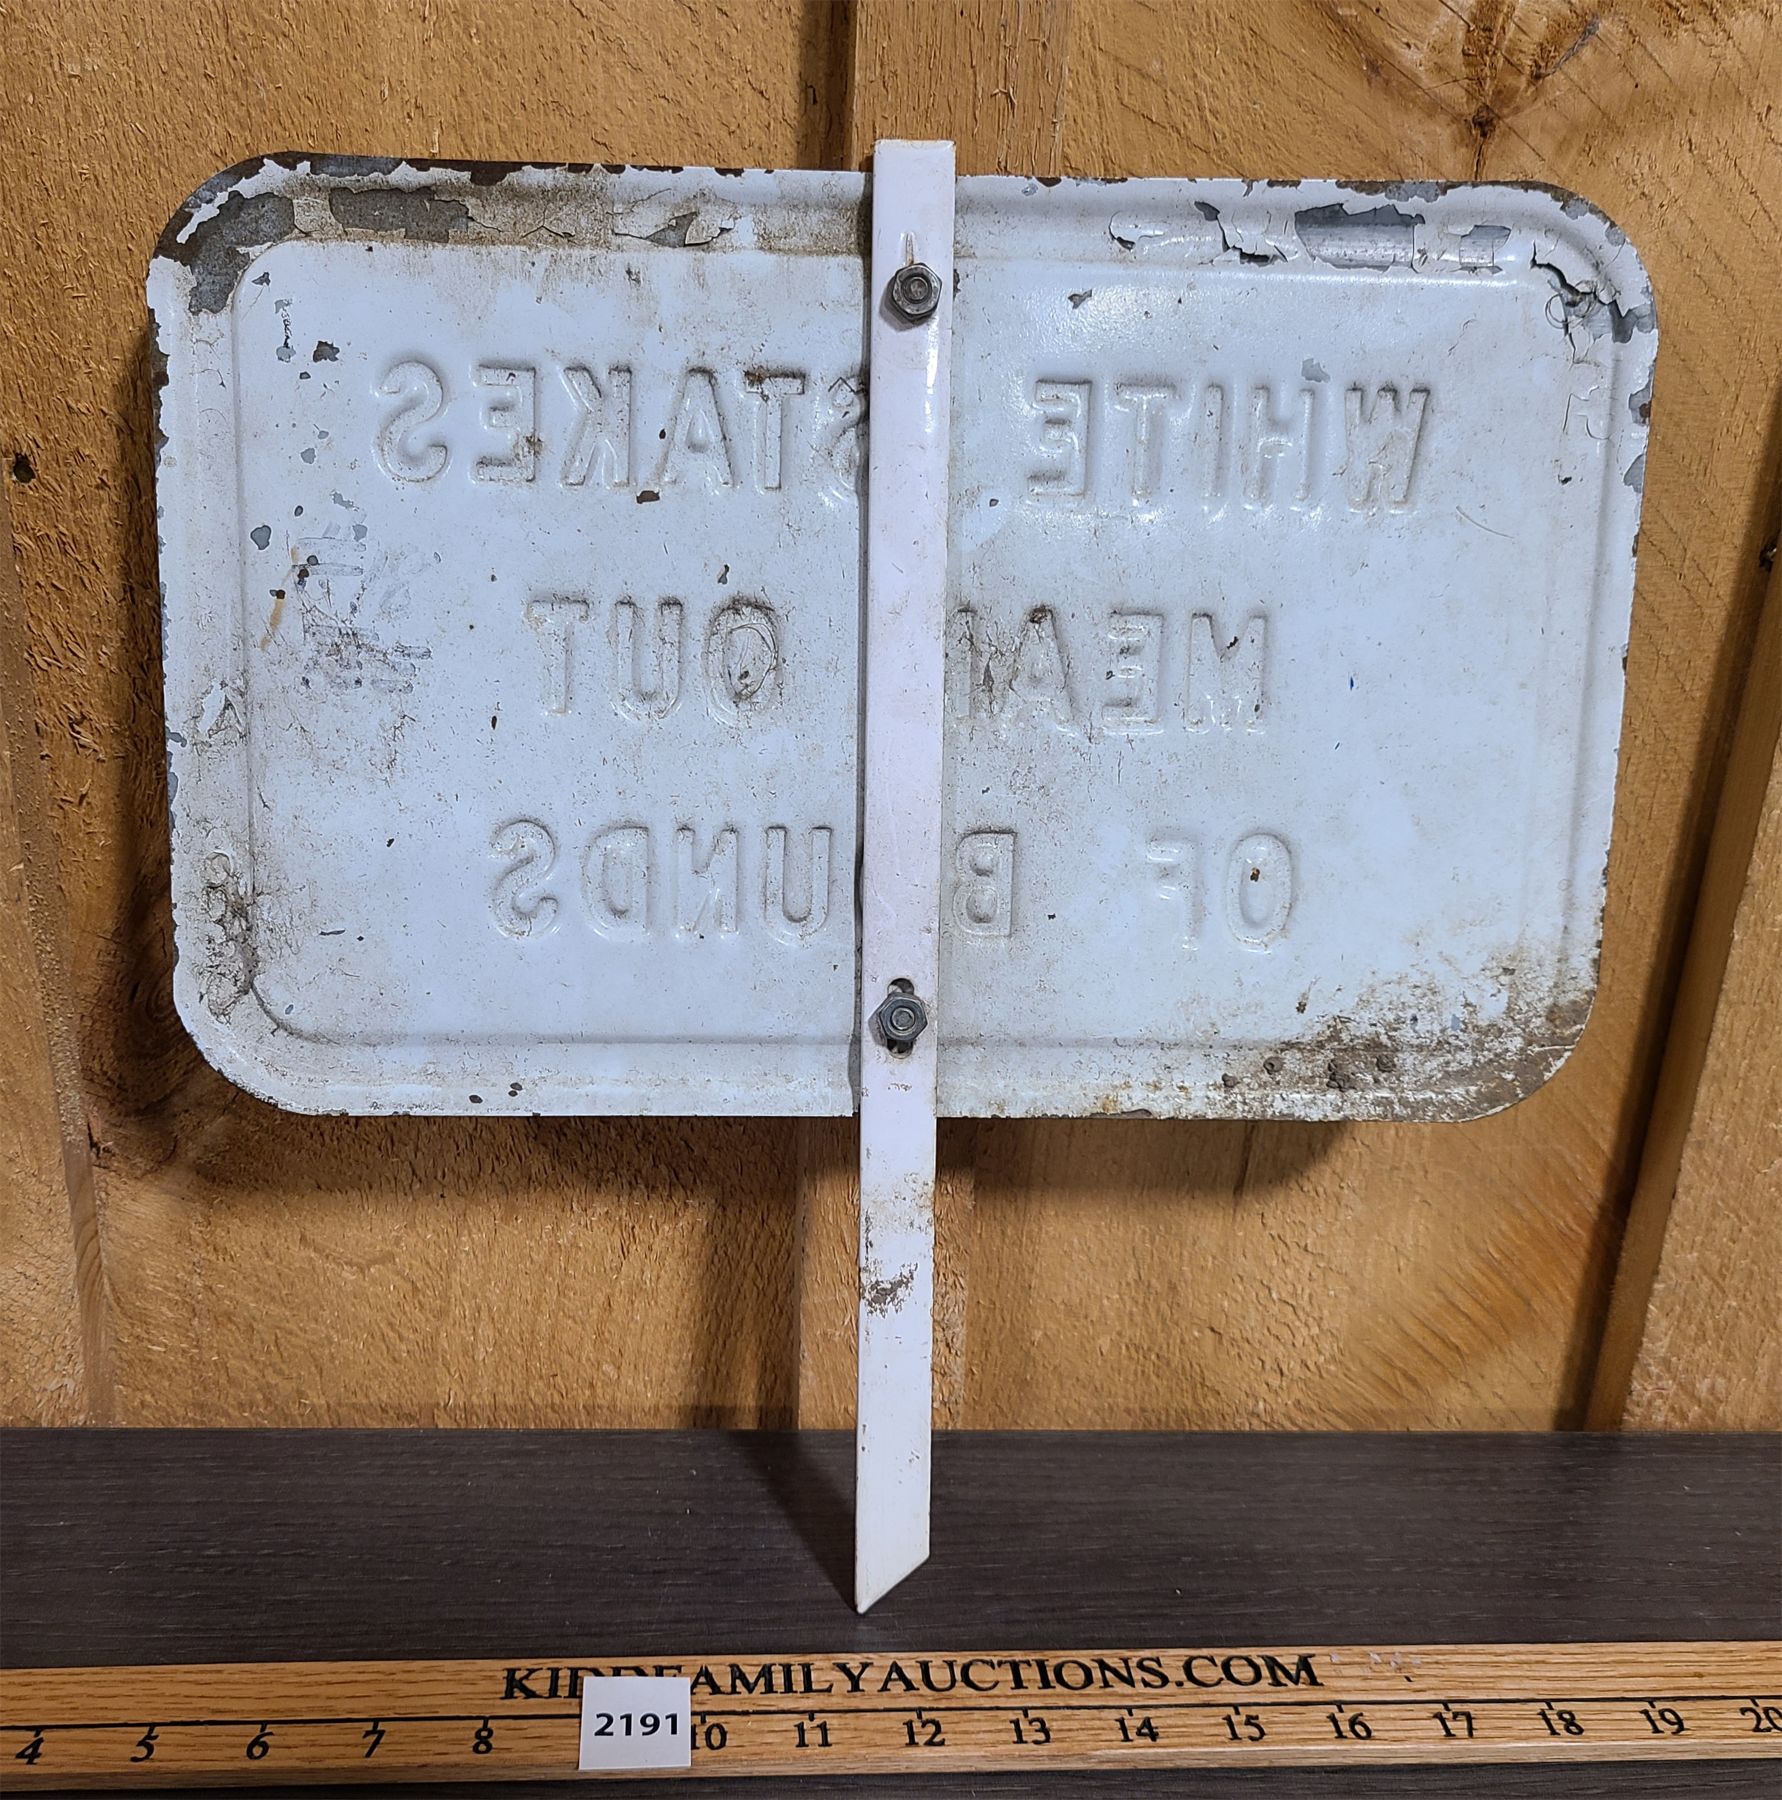 WHITE STAKES
MEAN OUT
OF BOUNDS
KIDDFAMILYAUCTIONS.COM
2191
4 5 6 7 8 10 11 12 13 14 15 16 17 18 19 20